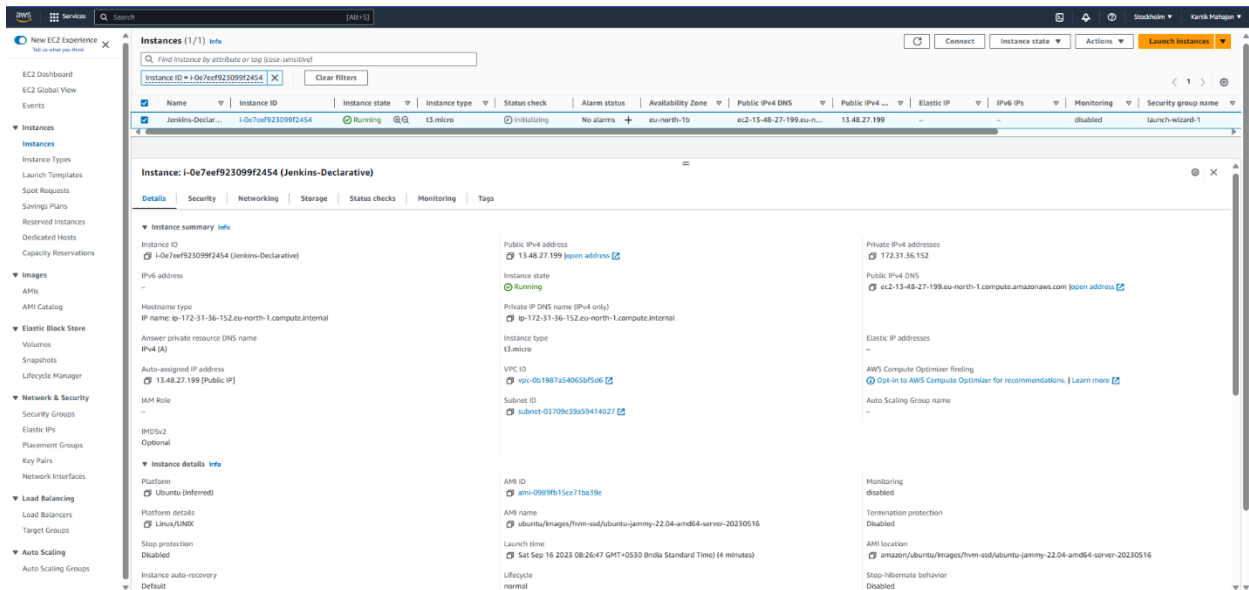 aws Services Search [Alt+S] Stockholm ▼ Kartik Mahajan ▼
New EC2 Experience
Tell us what you think
EC2 Dashboard
EC2 Global View
Events
▼ Instances
Instances
Instance Types
Launch Templates
Spot Requests
Savings Plans
Reserved Instances
Dedicated Hosts
Capacity Reservations
▼ Images
AMIs
AMI Catalog
▼ Elastic Block Store
Volumes
Snapshots
Lifecycle Manager
▼ Network & Security
Security Groups
Elastic IPs
Placement Groups
Key Pairs
Network Interfaces
▼ Load Balancing
Load Balancers
Target Groups
▼ Auto Scaling
Auto Scaling Groups
Instances (1/1) Info
Connect Instance state ▼ Actions ▼ Launch instances ▼
Find instance by attribute or tag (case-sensitive)
Instance ID = i-0e7eef923099f2454 X Clear filters
< 1 >
Name Instance ID Instance state Instance type Status check Alarm status Availability Zone Public IPv4 DNS Public IPv4 ... Elastic IP IPv6 IPs Monitoring Security group name
Jenkins-Declar... i-0e7eef923099f2454 Running t3.micro Initializing No alarms + eu-north-1b ec2-13-48-27-199.eu-n... 13.48.27.199 – – disabled launch-wizard-1
Instance: i-0e7eef923099f2454 (Jenkins-Declarative)
Details Security Networking Storage Status checks Monitoring Tags
▼ Instance summary Info
Instance ID
i-0e7eef923099f2454 (Jenkins-Declarative)
Public IPv4 address
13.48.27.199 |open address
Private IPv4 addresses
172.31.36.152
IPv6 address
–
Instance state
Running
Public IPv4 DNS
ec2-13-48-27-199.eu-north-1.compute.amazonaws.com |open address
Hostname type
IP name: ip-172-31-36-152.eu-north-1.compute.internal
Private IP DNS name (IPv4 only)
ip-172-31-36-152.eu-north-1.compute.internal
Answer private resource DNS name
IPv4 (A)
Instance type
t3.micro
Elastic IP addresses
–
Auto-assigned IP address
13.48.27.199 [Public IP]
VPC ID
vpc-0b1987a54065bf5d6
AWS Compute Optimizer finding
Opt-in to AWS Compute Optimizer for recommendations. | Learn more
IAM Role
–
Subnet ID
subnet-03709e39a59414027
Auto Scaling Group name
–
IMDSv2
Optional
▼ Instance details Info
Platform
Ubuntu (Inferred)
AMI ID
ami-0989fb15ce71ba39e
Monitoring
disabled
Platform details
Linux/UNIX
AMI name
ubuntu/images/hvm-ssd/ubuntu-jammy-22.04-amd64-server-20230516
Termination protection
Disabled
Stop protection
Disabled
Launch time
Sat Sep 16 2023 08:26:47 GMT+0530 (India Standard Time) (4 minutes)
AMI location
amazon/ubuntu/images/hvm-ssd/ubuntu-jammy-22.04-amd64-server-20230516
Instance auto-recovery
Default
Lifecycle
normal
Stop-hibernate behavior
Disabled